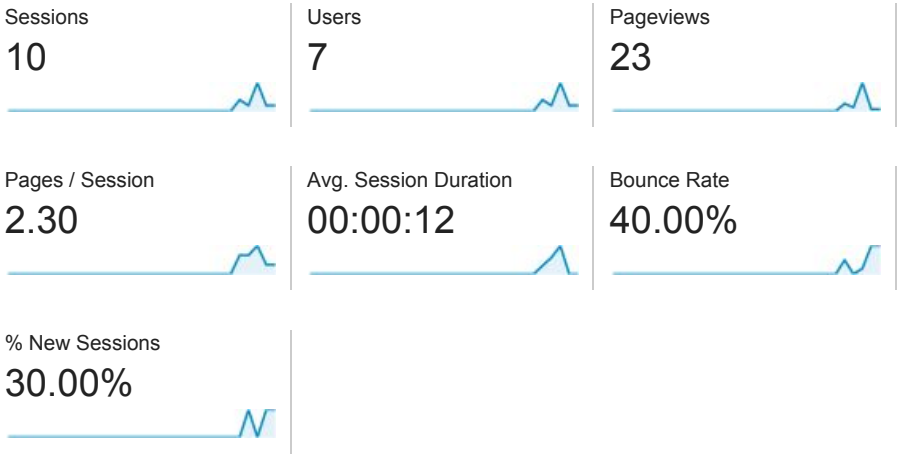 Sessions
10
Users
7
Pageviews
23
Pages / Session
2.30
Avg. Session Duration
00:00:12
Bounce Rate
40.00%
% New Sessions
30.00%